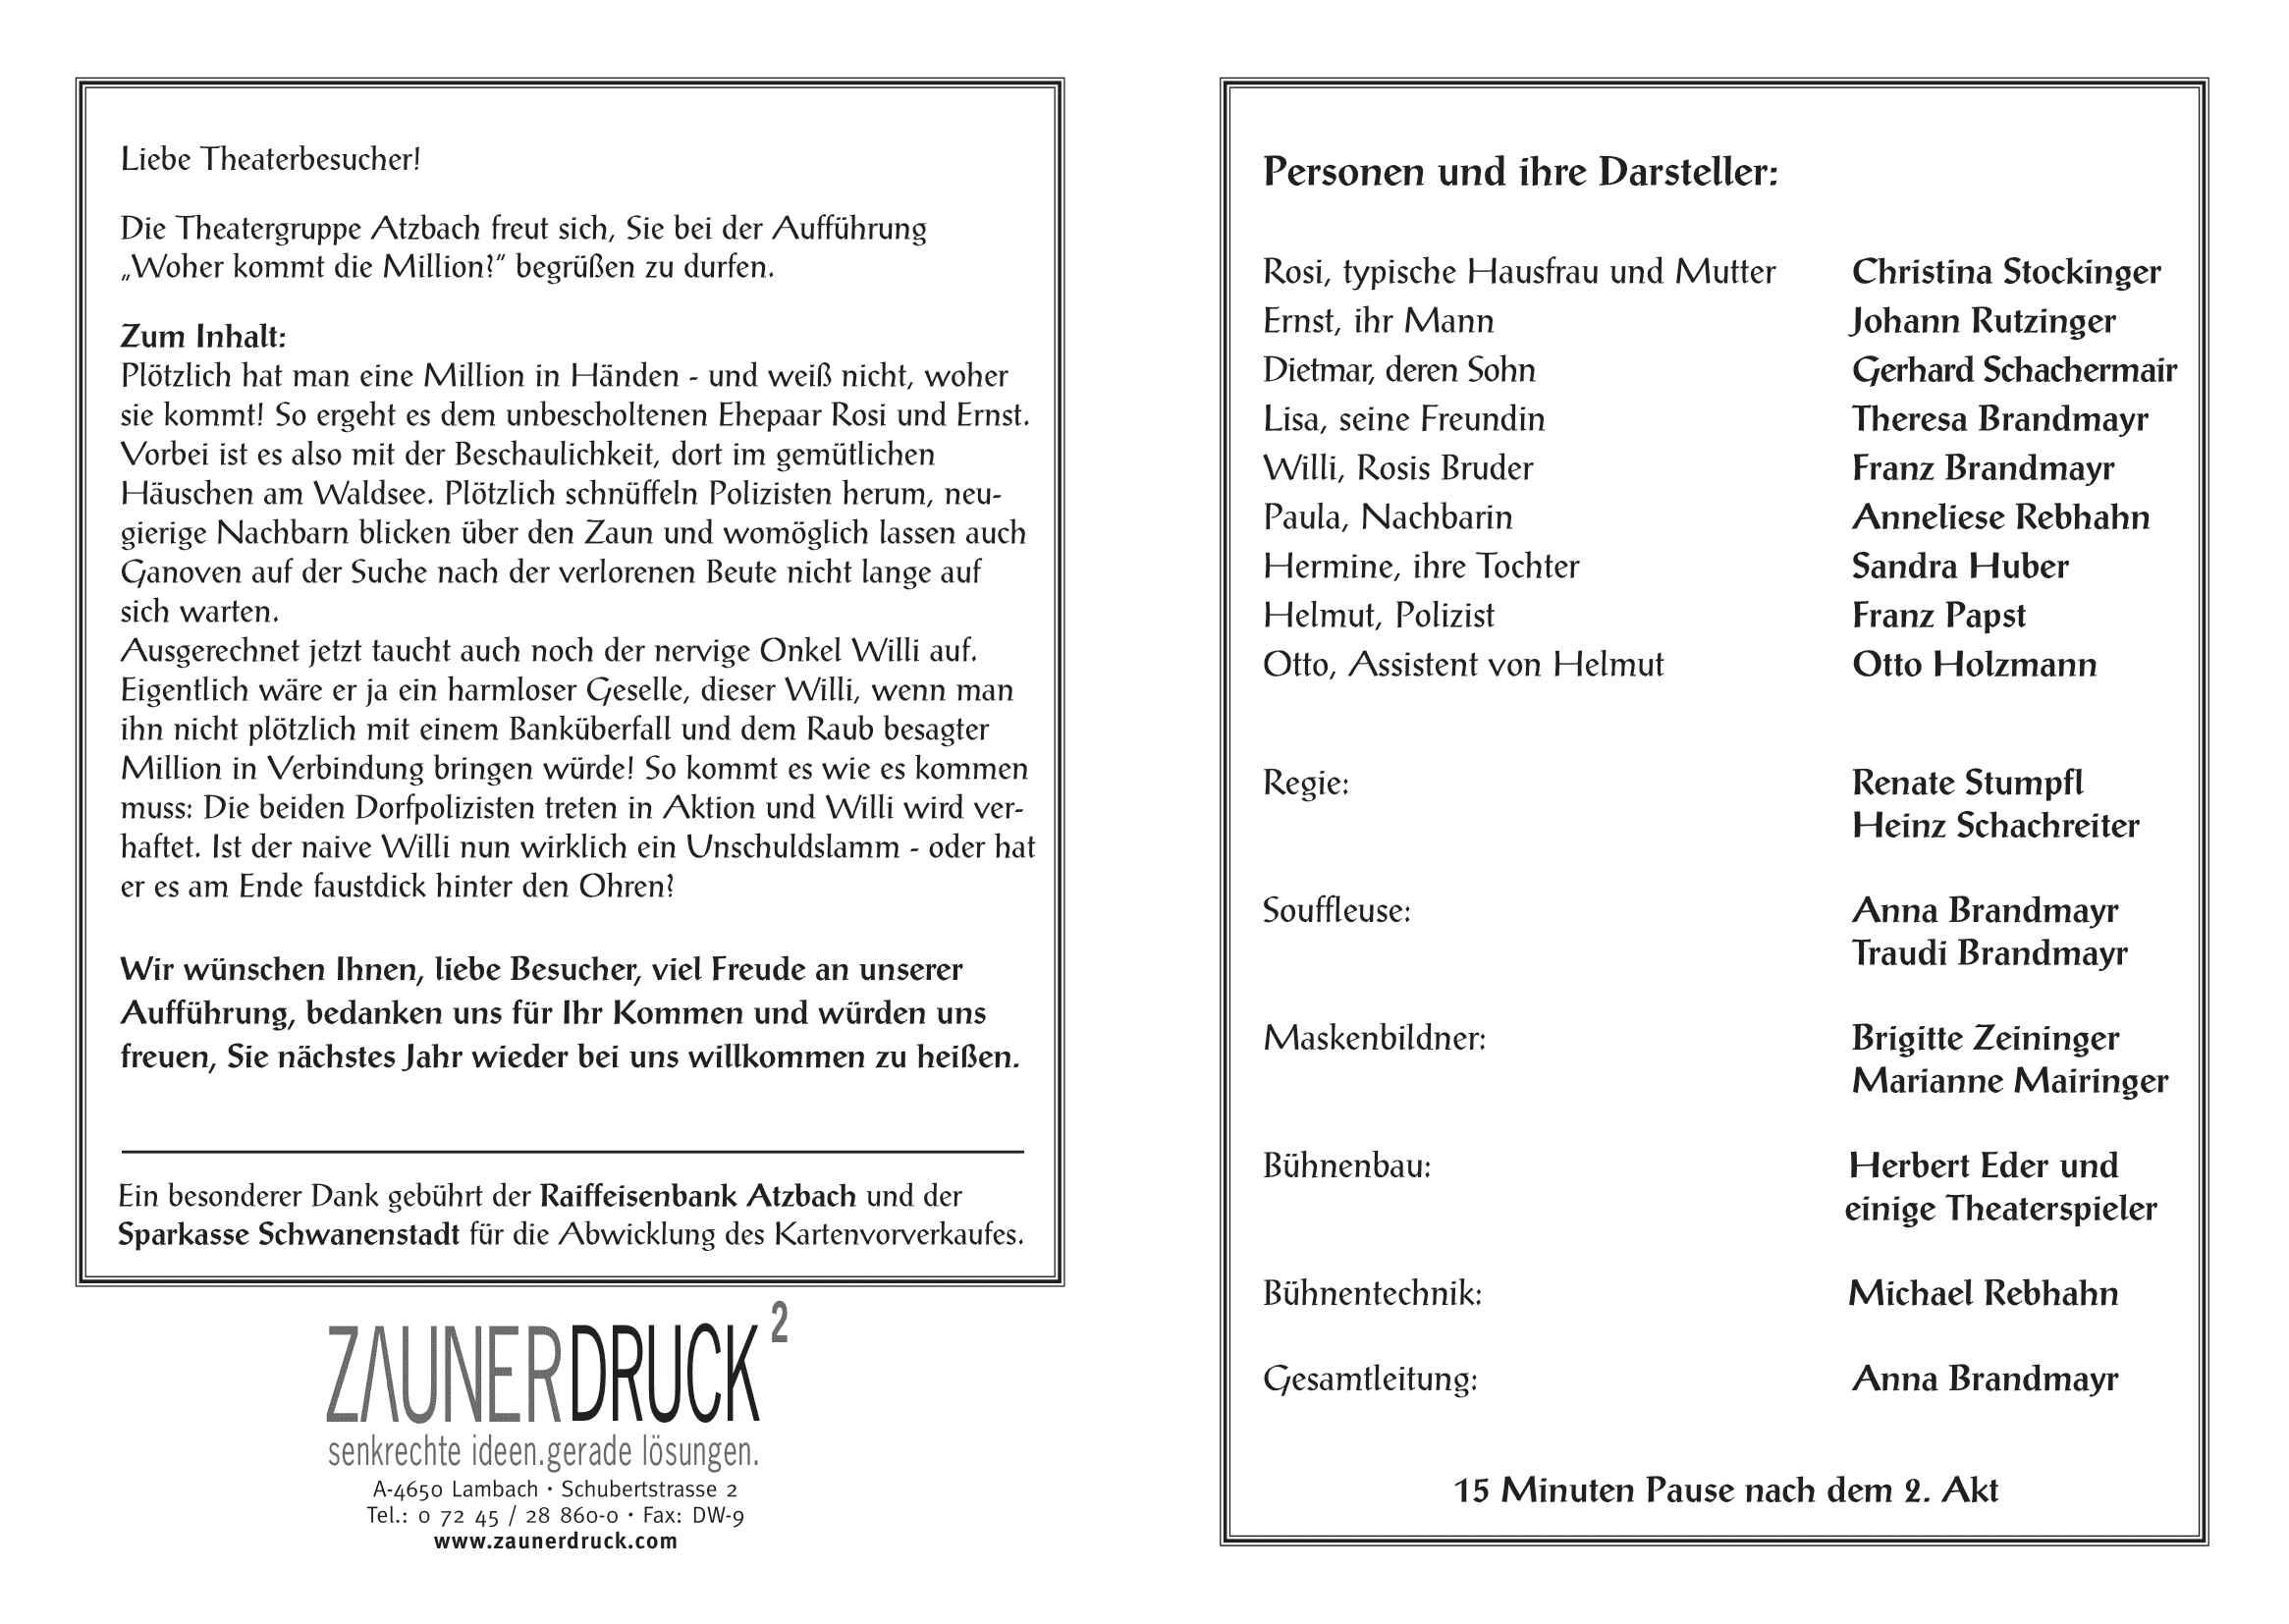 Liebe Theaterbesucher!
Die Theatergruppe Atzbach freut sich, Sie bei der Aufführung
„Woher kommt die Million?“ begrüßen zu durfen.
Zum Inhalt:
Plötzlich hat man eine Million in Händen - und weiß nicht, woher
sie kommt! So ergeht es dem unbescholtenen Ehepaar Rosi und Ernst.
Vorbei ist es also mit der Beschaulichkeit, dort im gemütlichen
Häuschen am Waldsee. Plötzlich schnüffeln Polizisten herum, neu-
gierige Nachbarn blicken über den Zaun und womöglich lassen auch
Ganoven auf der Suche nach der verlorenen Beute nicht lange auf
sich warten.
Ausgerechnet jetzt taucht auch noch der nervige Onkel Willi auf.
Eigentlich wäre er ja ein harmloser Geselle, dieser Willi, wenn man
ihn nicht plötzlich mit einem Banküberfall und dem Raub besagter
Million in Verbindung bringen würde! So kommt es wie es kommen
muss: Die beiden Dorfpolizisten treten in Aktion und Willi wird ver-
haftet. Ist der naive Willi nun wirklich ein Unschuldslamm - oder hat
er es am Ende faustdick hinter den Ohren?
Wir wünschen Ihnen, liebe Besucher, viel Freude an unserer
Aufführung, bedanken uns für Ihr Kommen und würden uns
freuen, Sie nächstes Jahr wieder bei uns willkommen zu heißen.
Ein besonderer Dank gebührt der Raiffeisenbank Atzbach und der
Sparkasse Schwanenstadt für die Abwicklung des Kartenvorverkaufes.
ZAUNERDRUCK²
senkrechte ideen.gerade lösungen.
A-4650 Lambach • Schubertstrasse 2
Tel.: 0 72 45 / 28 860-0 • Fax: DW-9
www.zaunerdruck.com
Personen und ihre Darsteller:
Rosi, typische Hausfrau und Mutter Christina Stockinger
Ernst, ihr Mann Johann Rutzinger
Dietmar, deren Sohn Gerhard Schachermair
Lisa, seine Freundin Theresa Brandmayr
Willi, Rosis Bruder Franz Brandmayr
Paula, Nachbarin Anneliese Rebhahn
Hermine, ihre Tochter Sandra Huber
Helmut, Polizist Franz Papst
Otto, Assistent von Helmut Otto Holzmann
Regie: Renate Stumpfl
Heinz Schachreiter
Souffleuse: Anna Brandmayr
Traudi Brandmayr
Maskenbildner: Brigitte Zeininger
Marianne Mairinger
Bühnenbau: Herbert Eder und
einige Theaterspieler
Bühnentechnik: Michael Rebhahn
Gesamtleitung: Anna Brandmayr
15 Minuten Pause nach dem 2. Akt